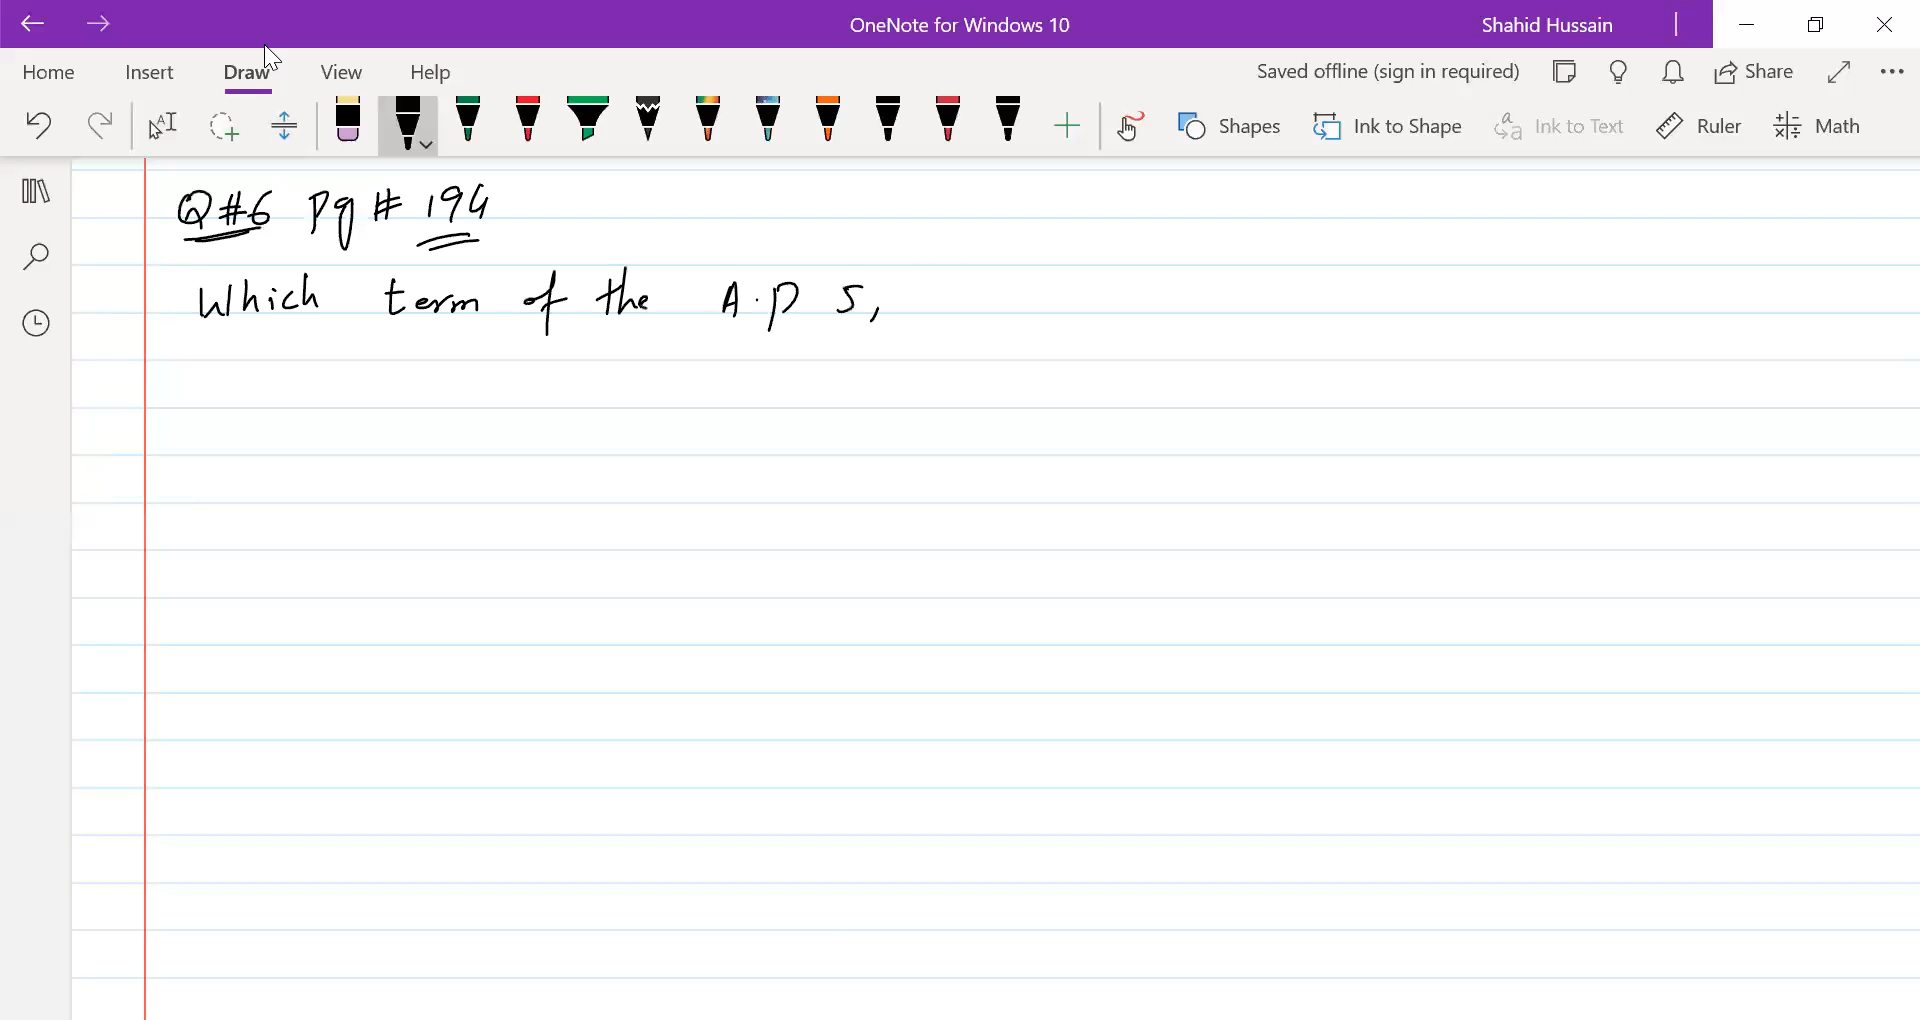 OneNote for Windows 10
Shahid Hussain
Home Insert Draw View Help
Saved offline (sign in required)
Share
Shapes
Ink to Shape
Ink to Text
Ruler
Math
Q#6 Pg # 194
Which term of the A.P 5,